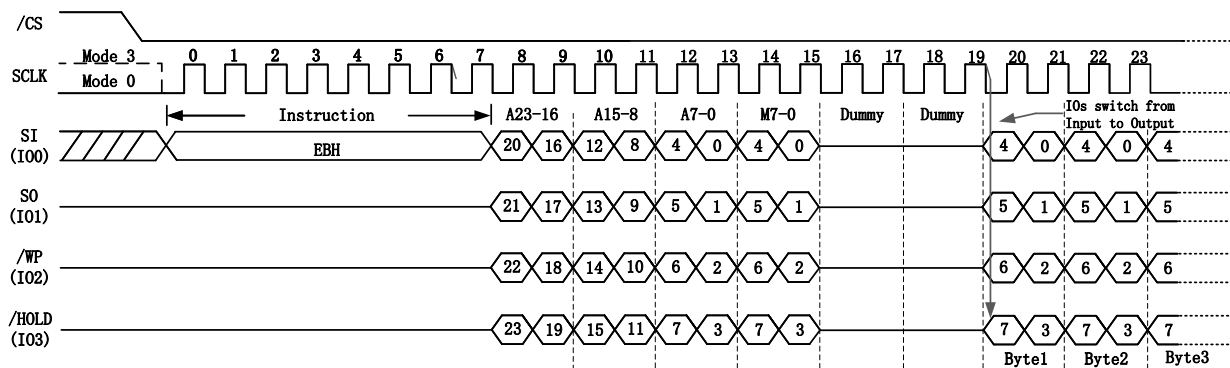 /CS
Mode 3
0 1 2 3 4 5 6 7 8 9 10 11 12 13 14 15 16 17 18 19 20 21 22 23
SCLK
Mode 0
Instruction A23-16 A15-8 A7-0 M7-0 Dummy Dummy
IOs switch from
Input to Output
SI
(IO0)
EBH 20 16 12 8 4 0 4 0 4 0 4 0 4
SO
(IO1)
21 17 13 9 5 1 5 1 5 1 5 1 5
/WP
(IO2)
22 18 14 10 6 2 6 2 6 2 6 2 6
/HOLD
(IO3)
23 19 15 11 7 3 7 3 7 3 7 3 7
Byte1 Byte2 Byte3